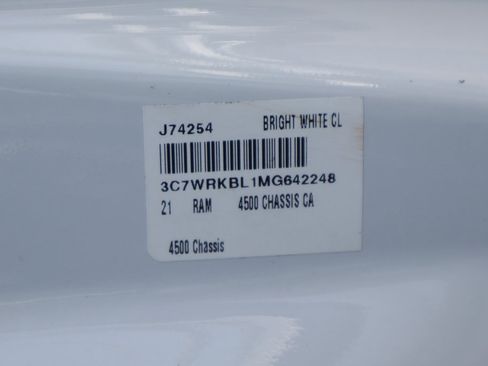 J74254 BRIGHT WHITE CL
3C7WRKBL1MG642248
21 RAM 4500 CHASSIS CA
4500 Chassis